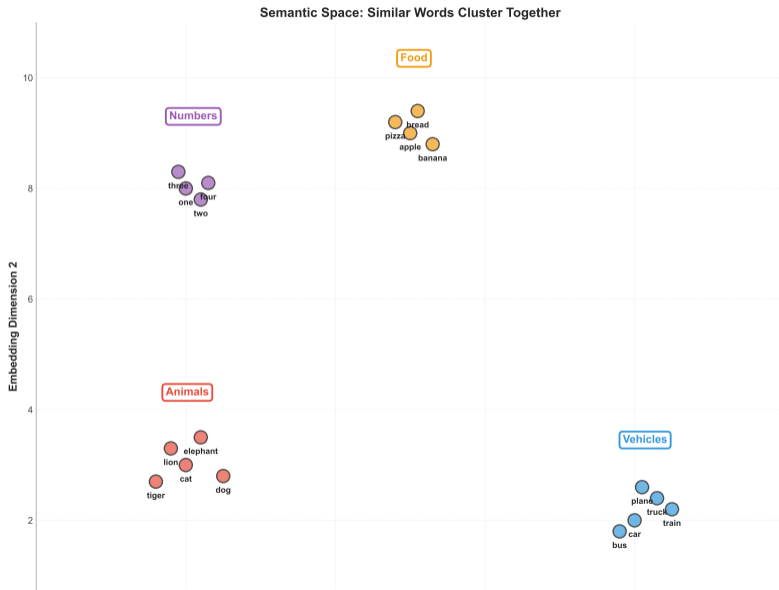 Semantic Space: Similar Words Cluster Together
Food
10
Numbers
bread
pizza
apple
banana
8
three
four
one
two
6
Embedding Dimension 2
4
Animals
elephant
lion
cat
dog
tiger
Vehicles
plane
truck
train
car
bus
2